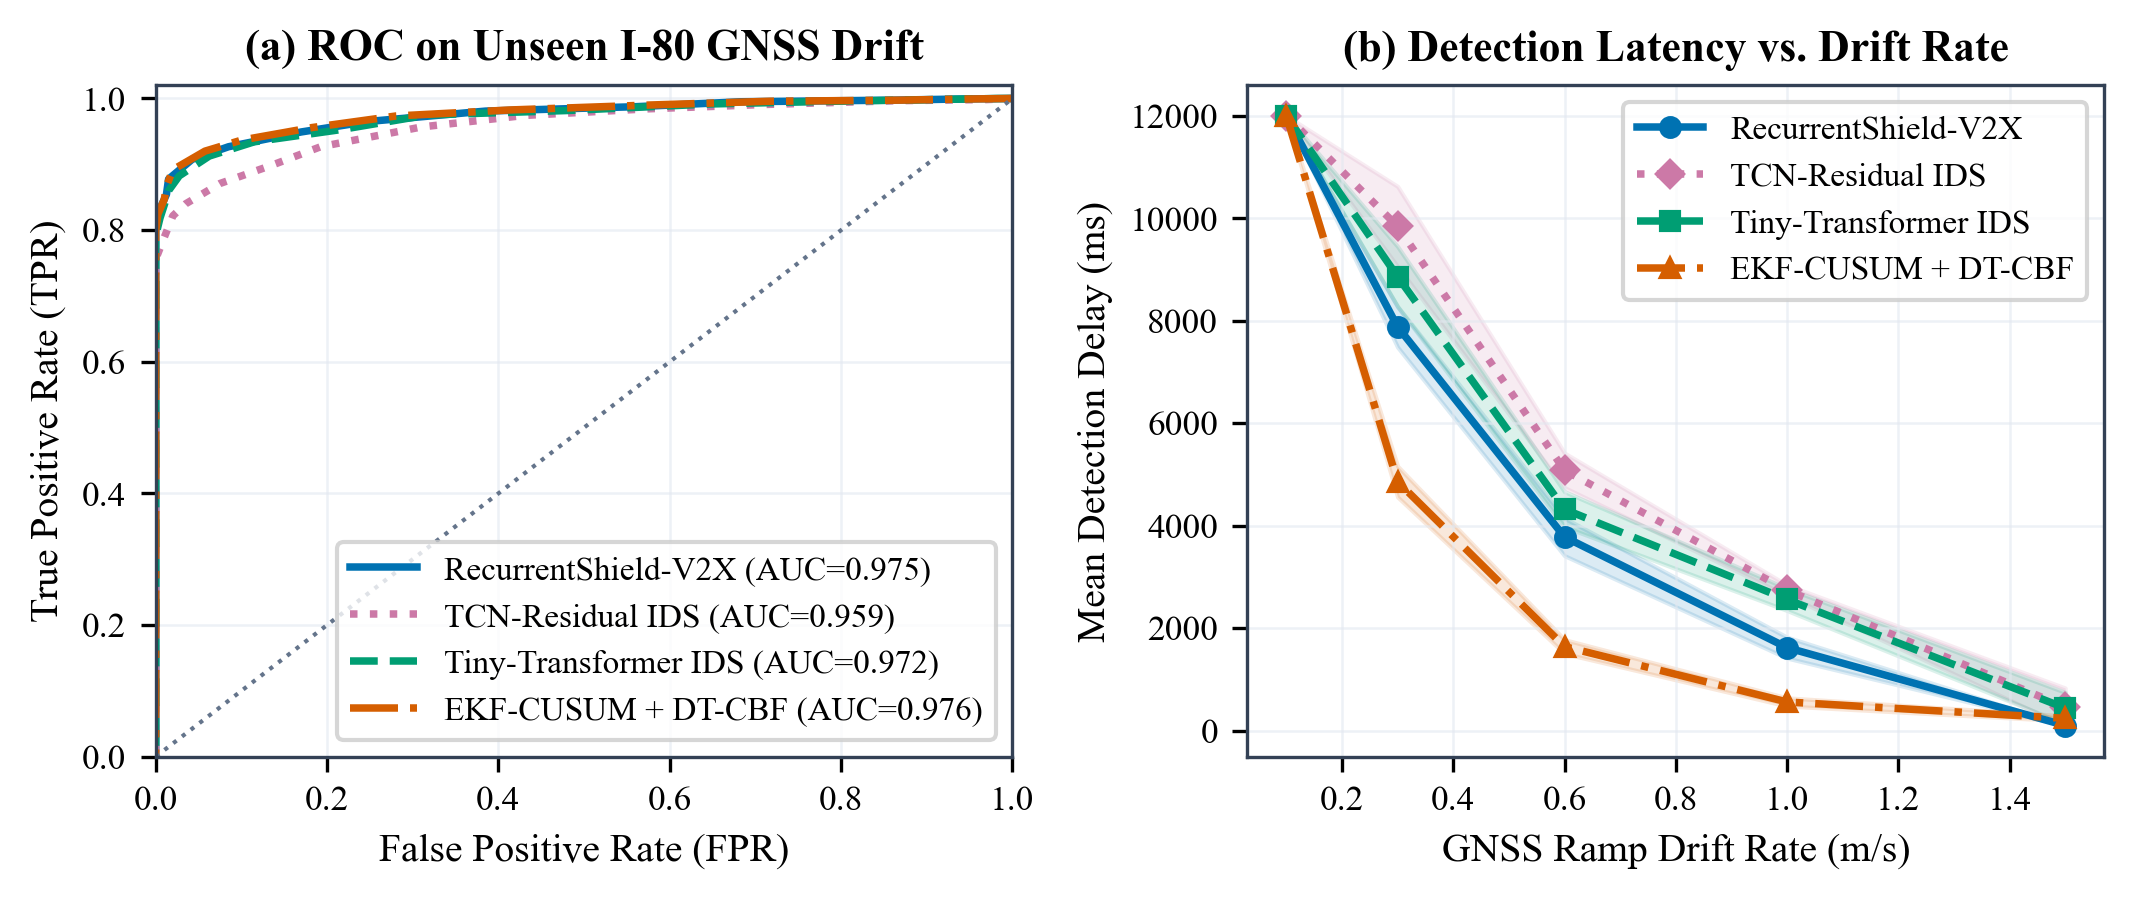 (a) ROC on Unseen I-80 GNSS Drift
True Positive Rate (TPR)
1.0
0.8
0.6
0.4
0.2
0.0
RecurrentShield-V2X (AUC=0.975)
TCN-Residual IDS (AUC=0.959)
Tiny-Transformer IDS (AUC=0.972)
EKF-CUSUM + DT-CBF (AUC=0.976)
0.0 0.2 0.4 0.6 0.8 1.0
False Positive Rate (FPR)
(b) Detection Latency vs. Drift Rate
Mean Detection Delay (ms)
12000
10000
8000
6000
4000
2000
0
RecurrentShield-V2X
TCN-Residual IDS
Tiny-Transformer IDS
EKF-CUSUM + DT-CBF
0.2 0.4 0.6 0.8 1.0 1.2 1.4
GNSS Ramp Drift Rate (m/s)